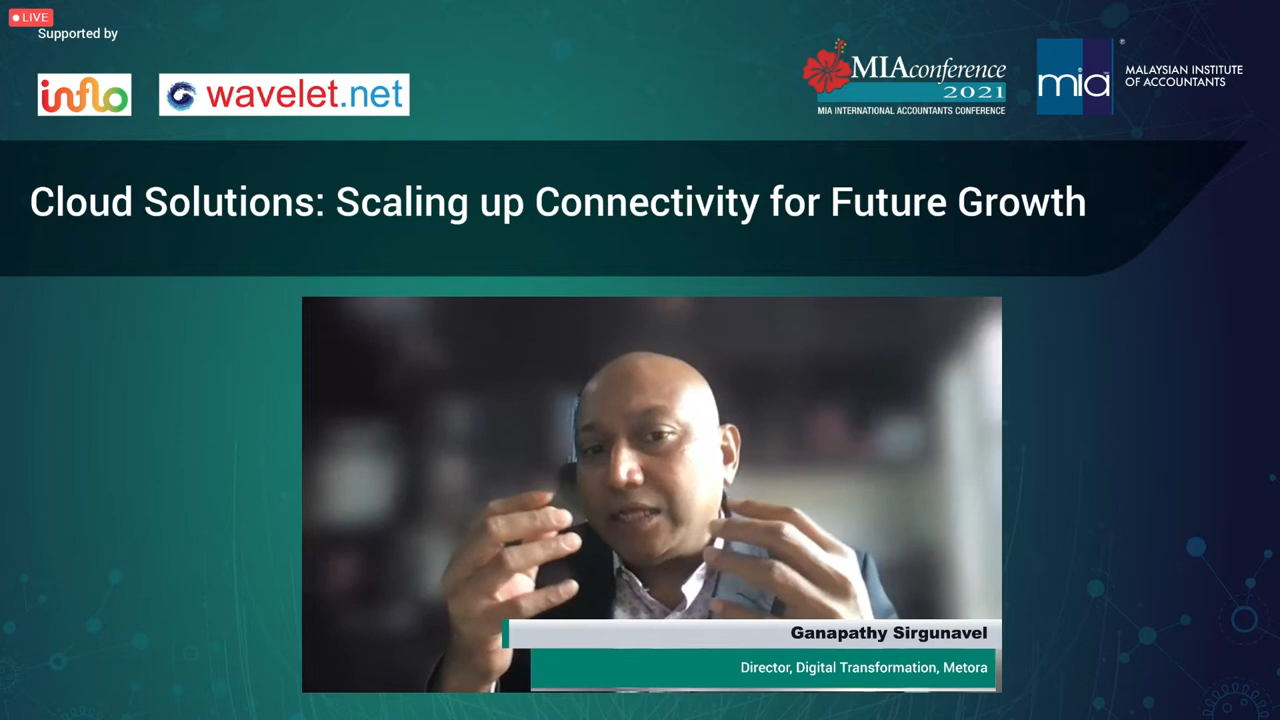 LIVE
Supported by
inflo
wavelet.net
MIAconference
2021
MIA INTERNATIONAL ACCOUNTANTS CONFERENCE
mia
®
MALAYSIAN INSTITUTE
OF ACCOUNTANTS
Cloud Solutions: Scaling up Connectivity for Future Growth
Ganapathy Sirgunavel
Director, Digital Transformation, Metora